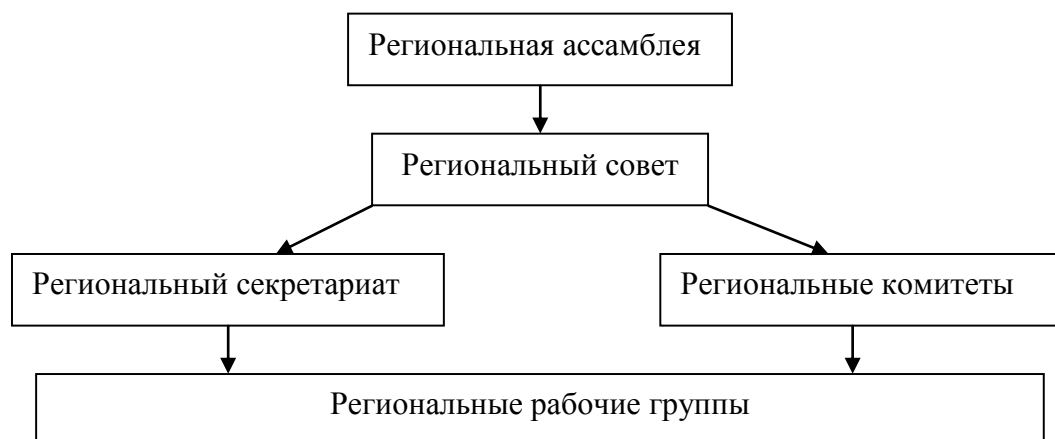 Региональная ассамблея
Региональный совет
Региональный секретариат
Региональные комитеты
Региональные рабочие группы